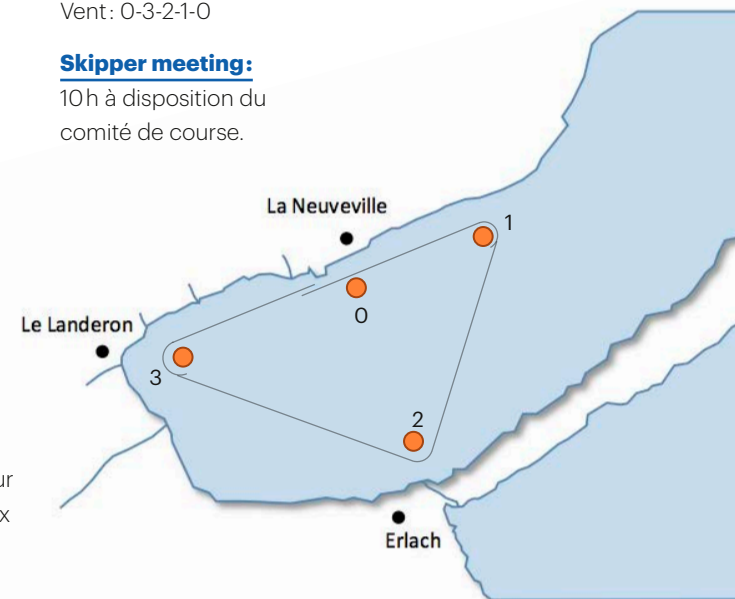 Vent : 0-3-2-1-0
Skipper meeting :
10 h à disposition du
comité de course.
La Neuveville
1
0
Le Landeron
3
2
ur
x
Erlach